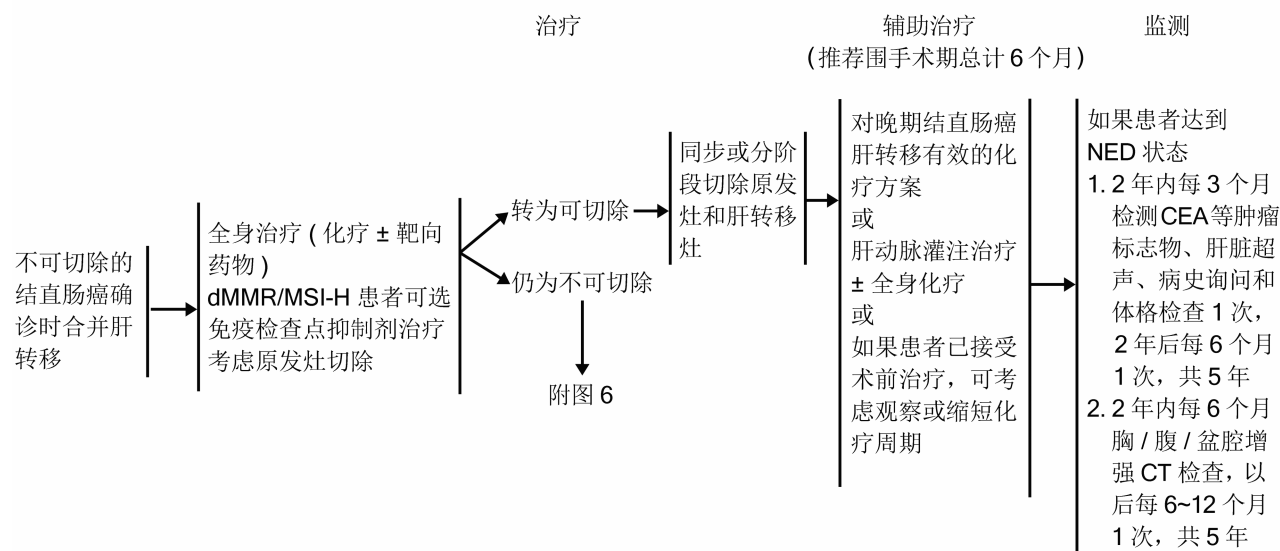 治疗
辅助治疗
(推荐围手术期总计 6 个月)
监测
不可切除的
结直肠癌确
诊时合并肝
转移
全身治疗 ( 化疗 ± 靶向
药物 )
dMMR/MSI-H 患者可选
免疫检查点抑制剂治疗
考虑原发灶切除
转为可切除
仍为不可切除
附图 6
同步或分阶
段切除原发
灶和肝转移
灶
对晚期结直肠癌
肝转移有效的化
疗方案
或
肝动脉灌注治疗
± 全身化疗
或
如果患者已接受
术前治疗，可考
虑观察或缩短化
疗周期
如果患者达到
NED 状态
1. 2 年内每 3 个月
检测 CEA 等肿瘤
标志物、肝脏超
声、病史询问和
体格检查 1 次，
2 年后每 6 个月
1 次，共 5 年
2. 2 年内每 6 个月
胸 / 腹 / 盆腔增
强 CT 检查，以
后每 6~12 个月
1 次，共 5 年